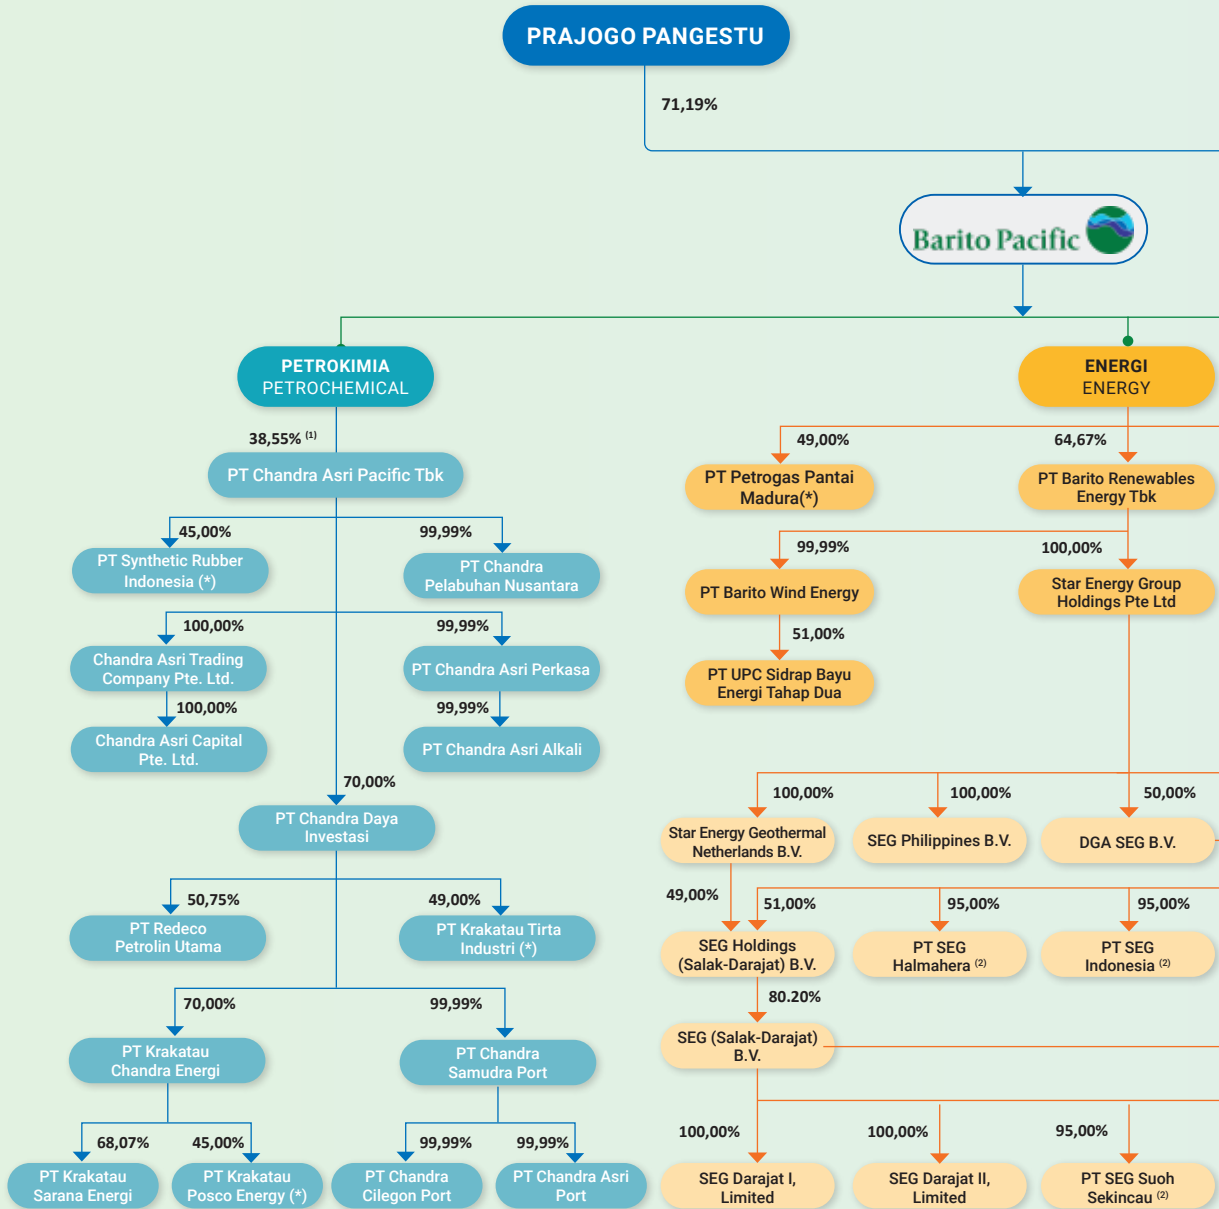 PRAJOGO PANGESTU
71,19%
Barito Pacific
PETROKIMIA
PETROCHEMICAL
38,55% (1)
PT Chandra Asri Pacific Tbk
45,00%
PT Synthetic Rubber
Indonesia (*)
99,99%
PT Chandra
Pelabuhan Nusantara
100,00%
Chandra Asri Trading
Company Pte. Ltd.
99,99%
PT Chandra Asri Perkasa
100,00%
Chandra Asri Capital
Pte. Ltd.
99,99%
PT Chandra Asri Alkali
70,00%
PT Chandra Daya
Investasi
50,75%
PT Redeco
Petrolin Utama
49,00%
PT Krakatau Tirta
Industri (*)
70,00%
PT Krakatau
Chandra Energi
99,99%
PT Chandra
Samudra Port
68,07%
PT Krakatau
Sarana Energi
45,00%
PT Krakatau
Posco Energy (*)
99,99%
PT Chandra
Cilegon Port
99,99%
PT Chandra Asri
Port
ENERGI
ENERGY
49,00%
PT Petrogas Pantai
Madura(*)
64,67%
PT Barito Renewables
Energy Tbk
99,99%
PT Barito Wind Energy
100,00%
Star Energy Group
Holdings Pte Ltd
51,00%
PT UPC Sidrap Bayu
Energi Tahap Dua
100,00%
Star Energy Geothermal
Netherlands B.V.
100,00%
SEG Philippines B.V.
50,00%
DGA SEG B.V.
49,00%
51,00%
SEG Holdings
(Salak-Darajat) B.V.
95,00%
PT SEG
Halmahera (2)
95,00%
PT SEG
Indonesia (2)
80.20%
SEG (Salak-Darajat)
B.V.
100,00%
SEG Darajat I,
Limited
100,00%
SEG Darajat II,
Limited
95,00%
PT SEG Suoh
Sekincau (2)